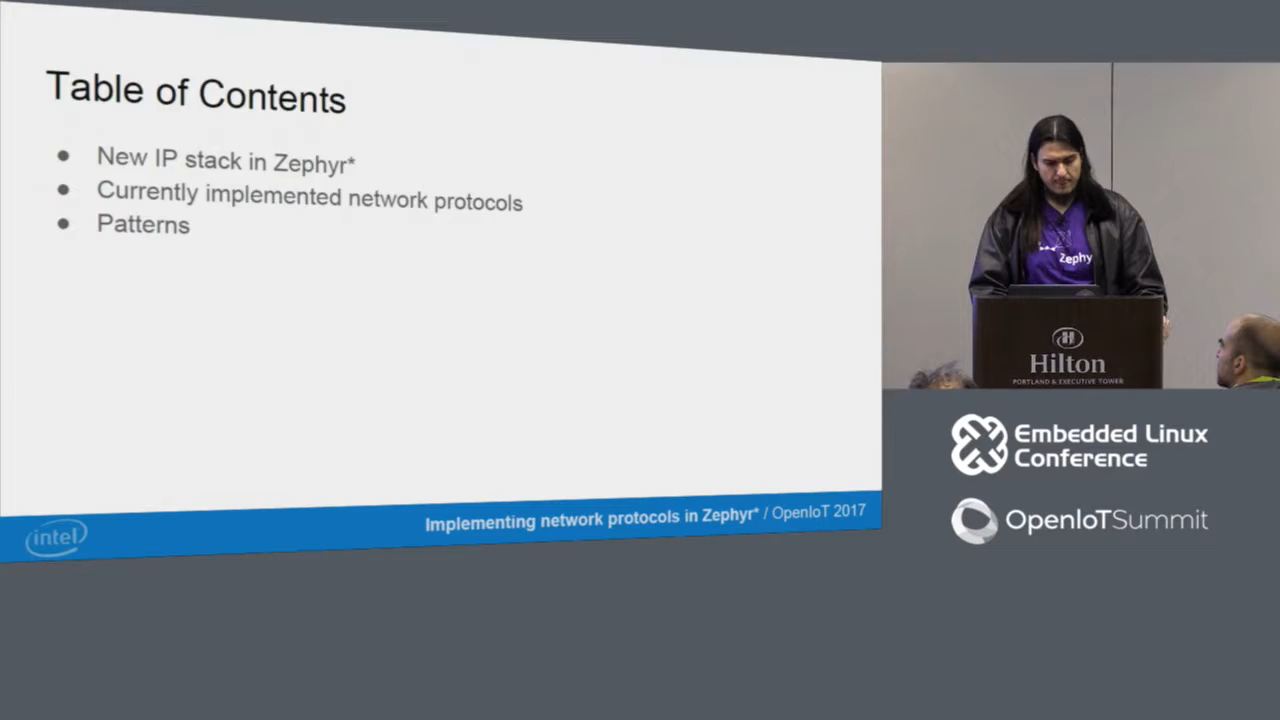 Table of Contents
● New IP stack in Zephyr*
● Currently implemented network protocols
● Patterns
intel
Implementing network protocols in Zephyr* / OpenIoT 2017
Zephy
Hilton
PORTLAND & EXECUTIVE TOWER
Embedded Linux
Conference
OpenIoTSummit